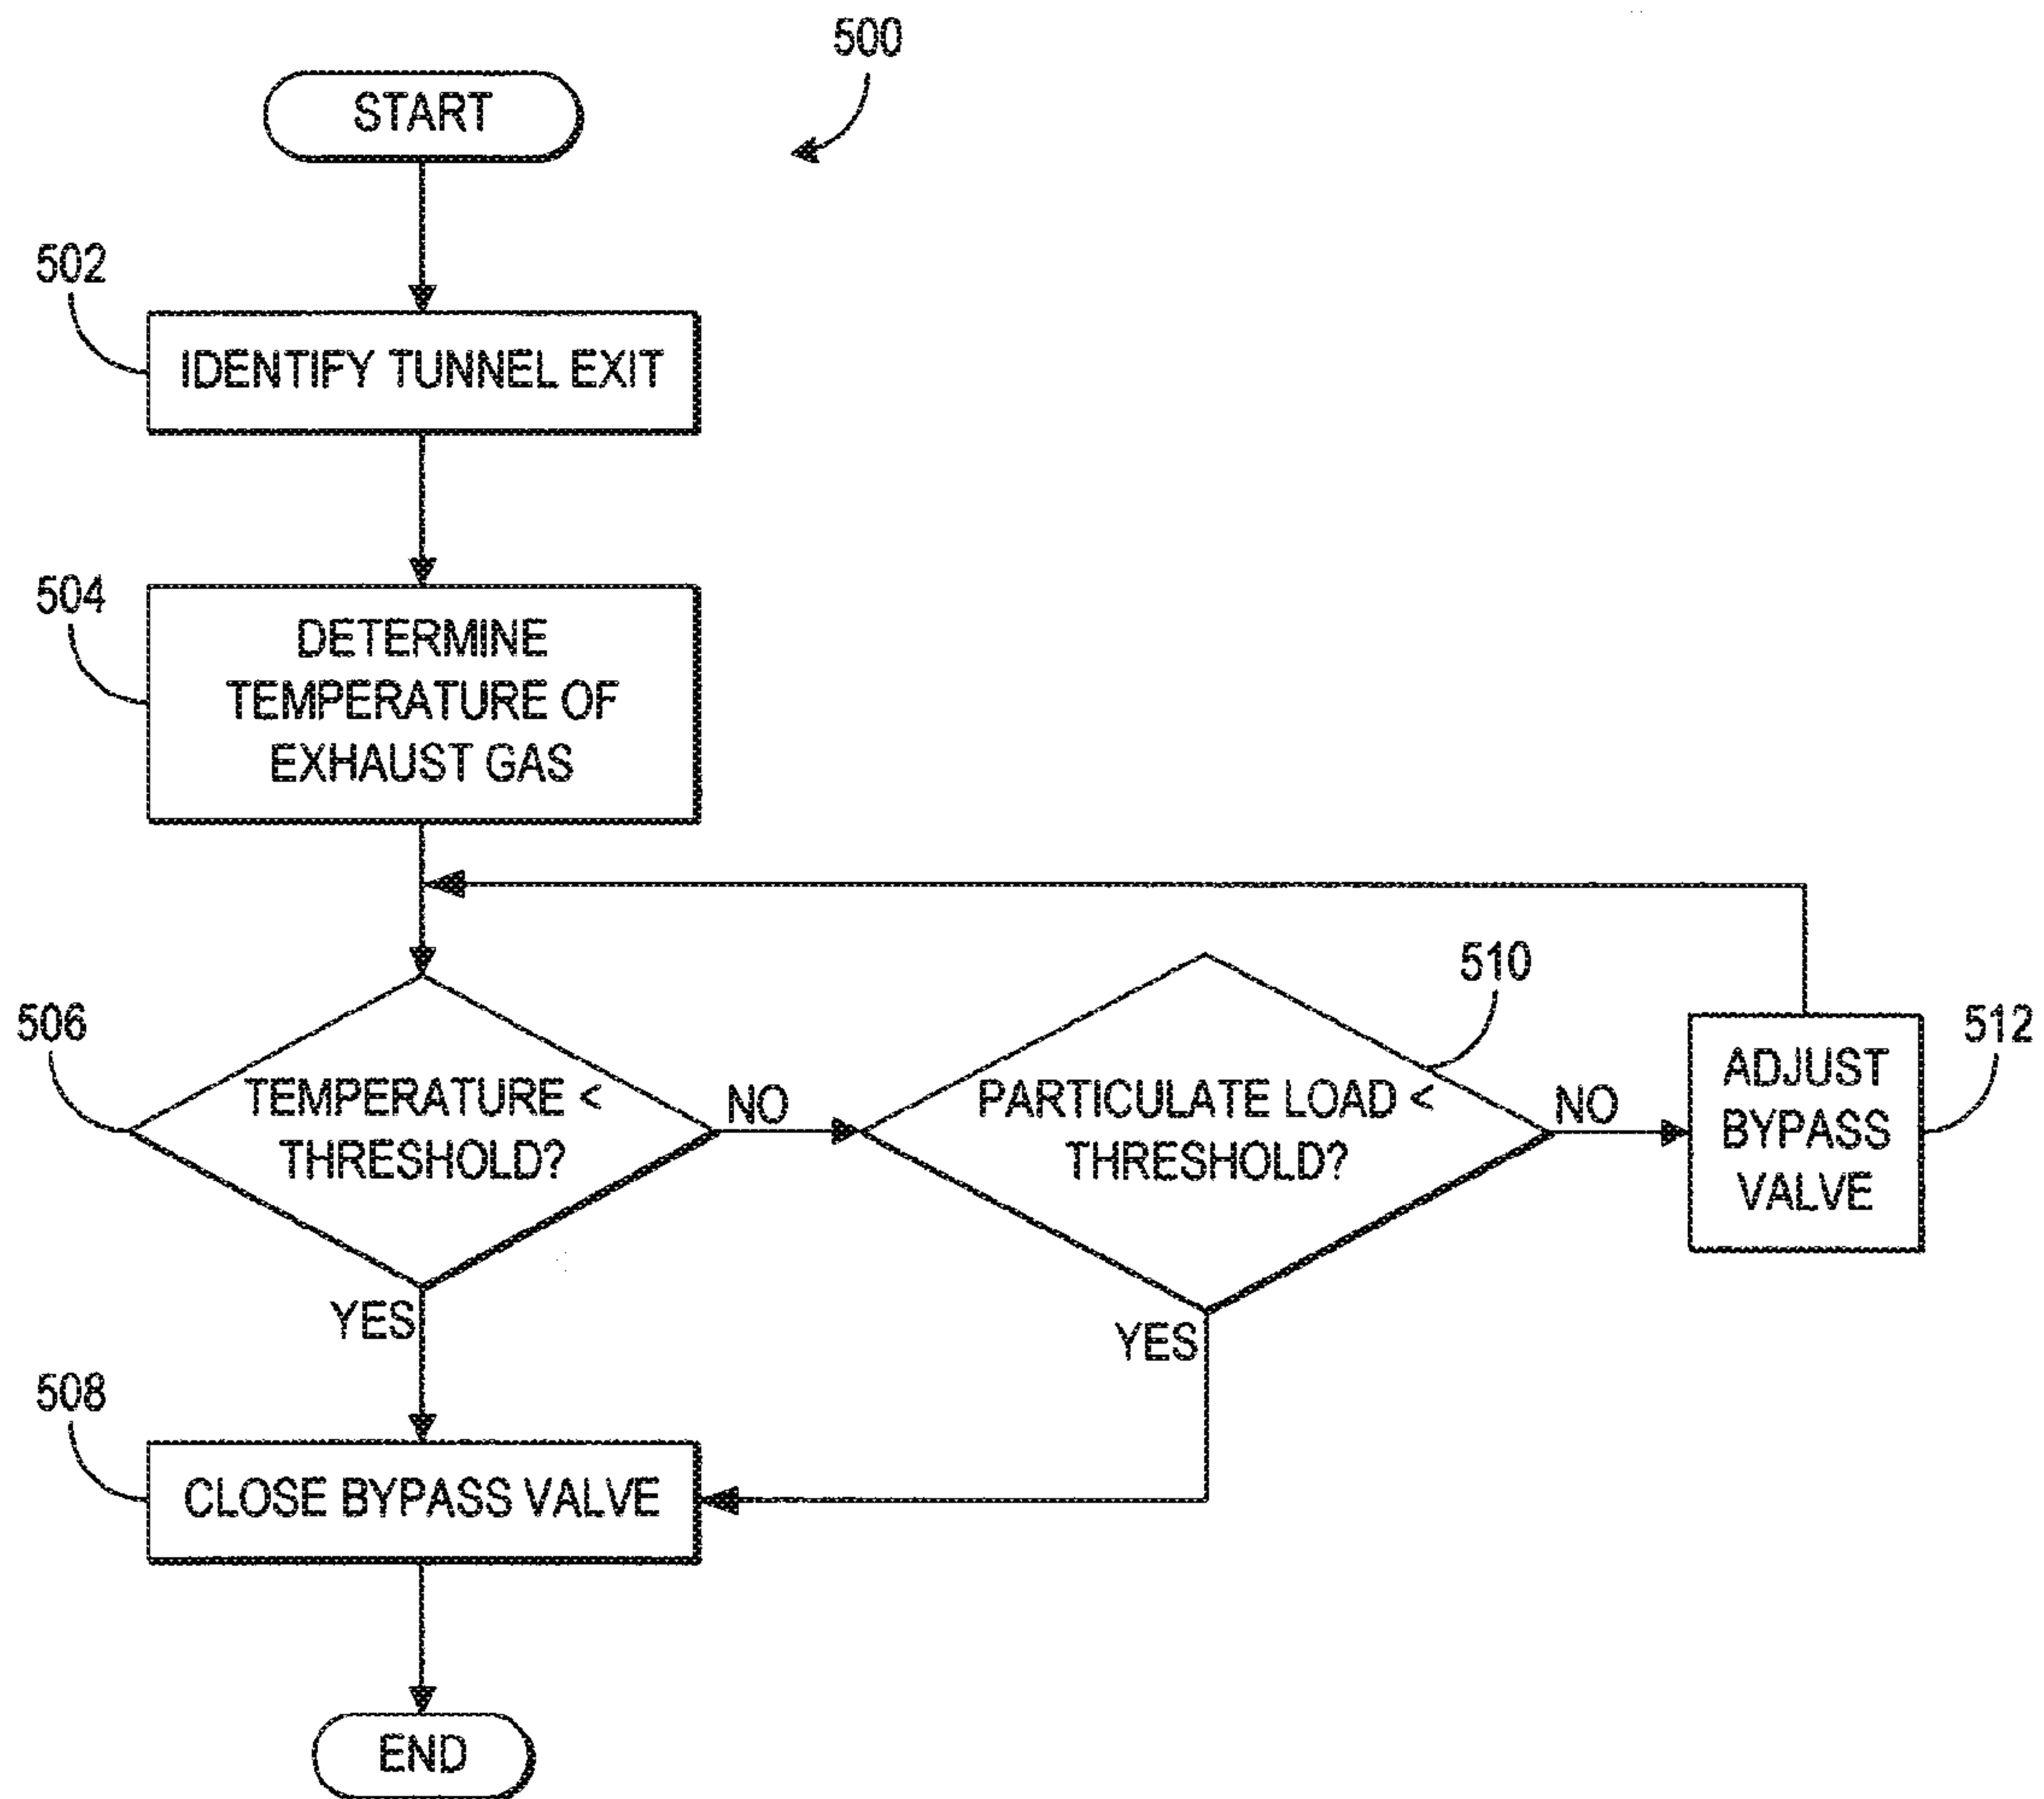 500
START
502
IDENTIFY TUNNEL EXIT
504
DETERMINE
TEMPERATURE OF
EXHAUST GAS
506
TEMPERATURE <
THRESHOLD?
NO
510
PARTICULATE LOAD <
THRESHOLD?
NO
512
ADJUST
BYPASS
VALVE
YES
YES
508
CLOSE BYPASS VALVE
END